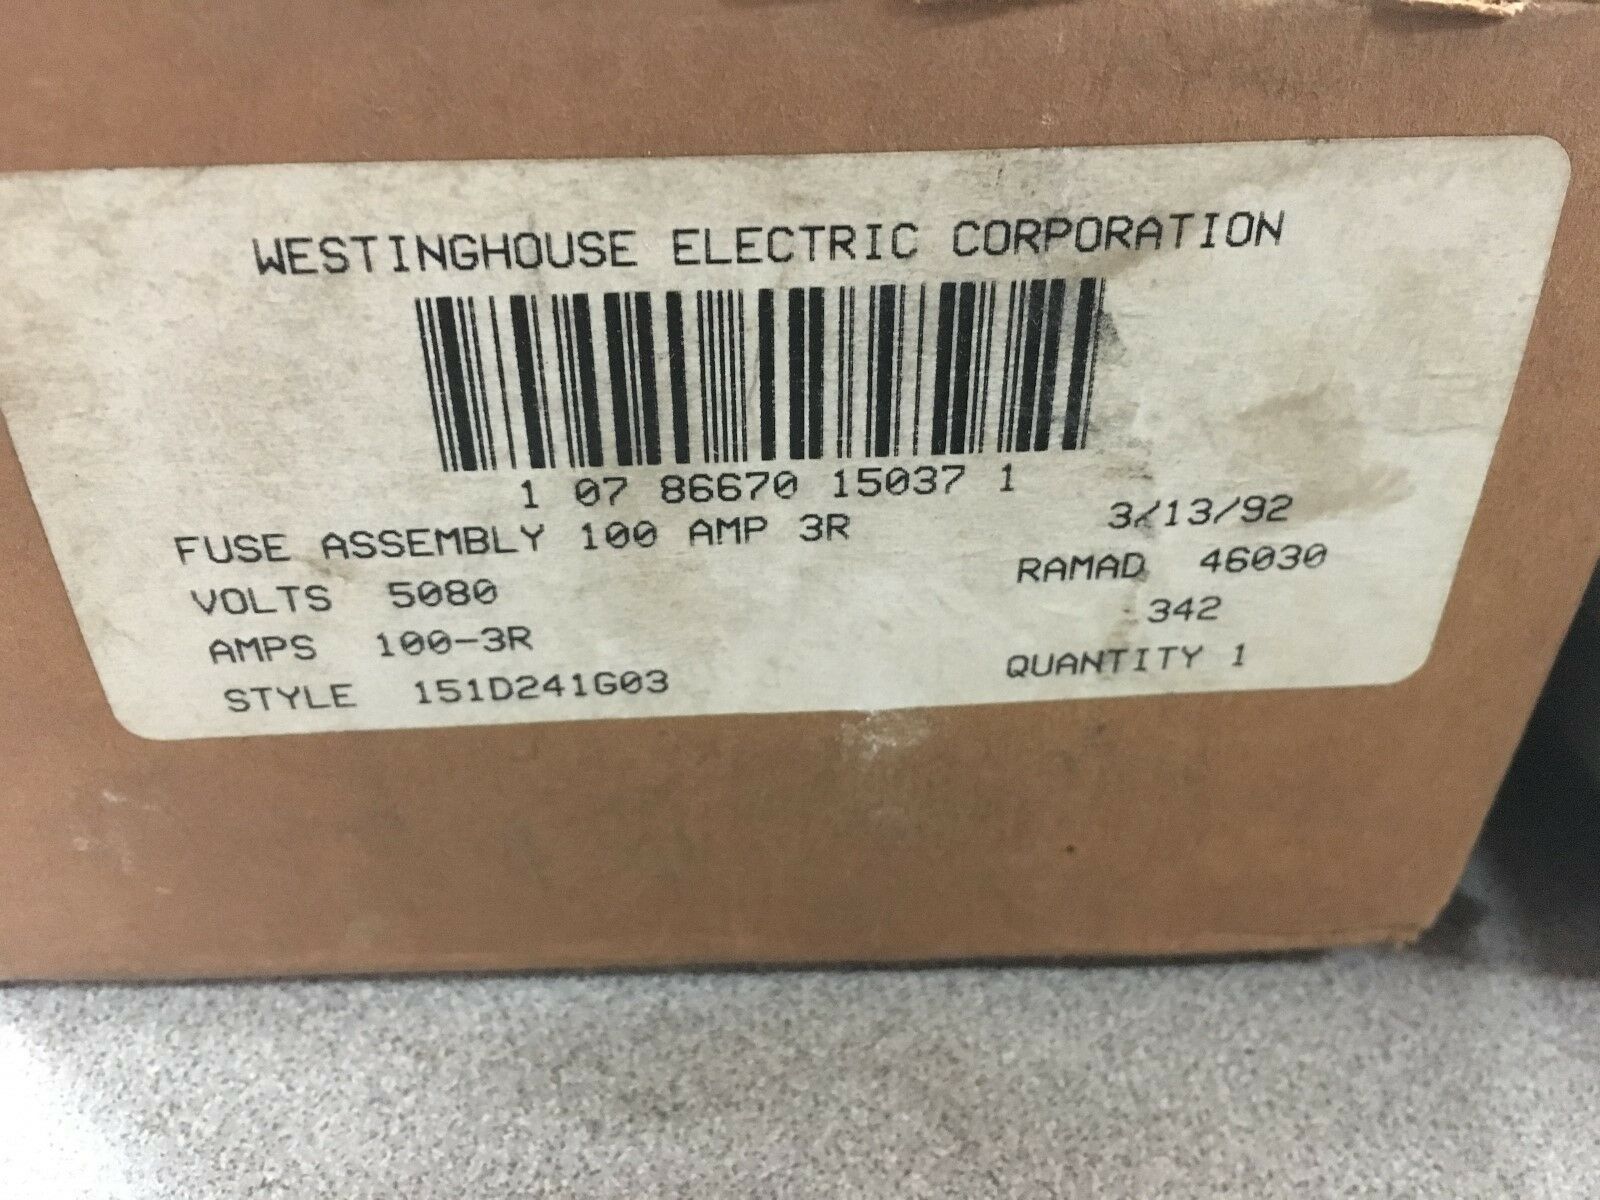 WESTINGHOUSE ELECTRIC CORPORATION
1 07 86670 15037 1
FUSE ASSEMBLY 100 AMP 3R
3/13/92
VOLTS 5080
RAMAD 46030
AMPS 100-3R
342
STYLE 151D241G03
QUANTITY 1